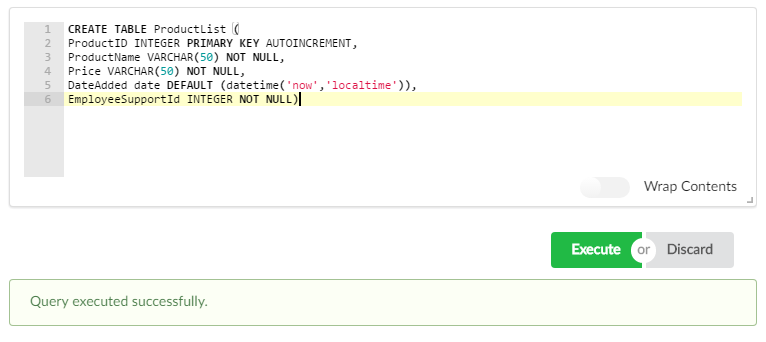 1 CREATE TABLE ProductList (
2 ProductID INTEGER PRIMARY KEY AUTOINCREMENT,
3 ProductName VARCHAR(50) NOT NULL,
4 Price VARCHAR(50) NOT NULL,
5 DateAdded date DEFAULT (datetime('now','localtime')),
6 EmployeeSupportId INTEGER NOT NULL)
Wrap Contents
Execute or Discard
Query executed successfully.